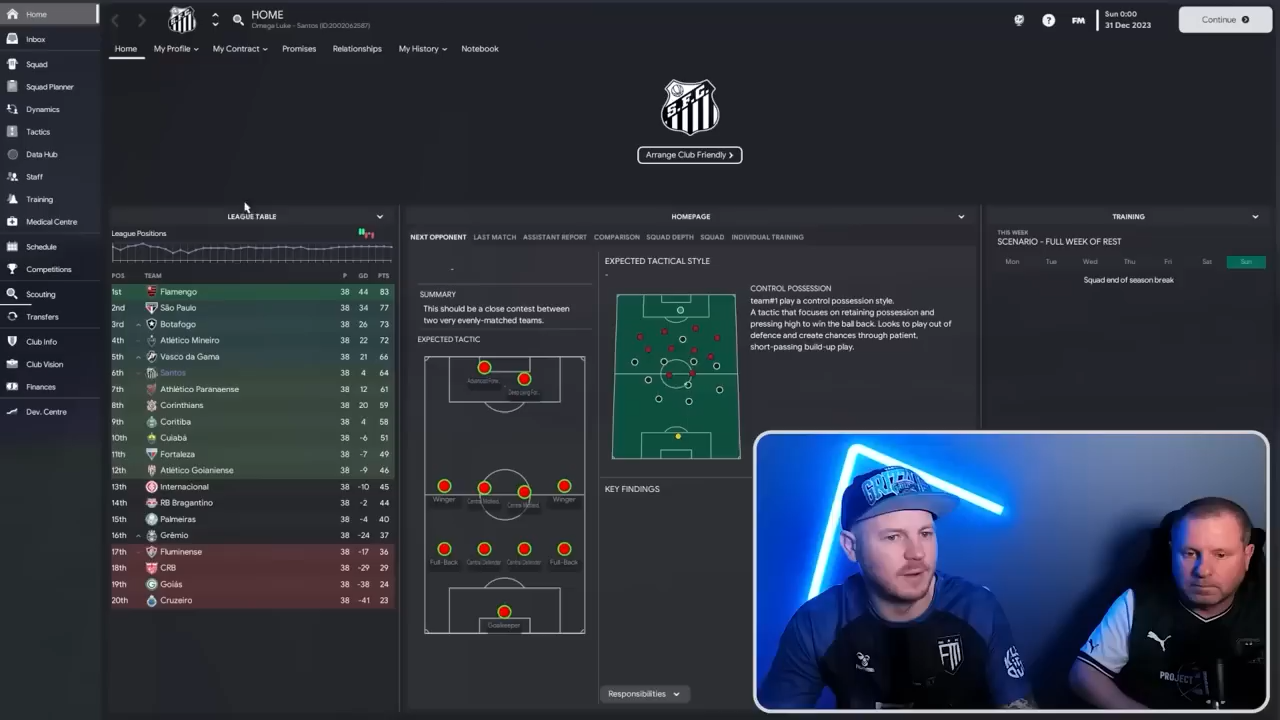 Home
HOME
Omega Luke - Santos (ID:2002062587)
FM
Sun 0:00
31 Dec 2023
Continue
Inbox
Home
My Profile
My Contract
Promises
Relationships
My History
Notebook
Squad
Squad Planner
Dynamics
Tactics
Data Hub
Staff
Training
Medical Centre
Schedule
Competitions
Scouting
Transfers
Club Info
Club Vision
Finances
Dev. Centre
S.F.C.
Arrange Club Friendly
LEAGUE TABLE
League Positions
POS TEAM P GD PTS
1st Flamengo 38 44 83
2nd São Paulo 38 34 77
3rd Botafogo 38 26 73
4th Atlético Mineiro 38 22 72
5th Vasco da Gama 38 21 66
6th Santos 38 4 64
7th Athlético Paranaense 38 12 61
8th Corinthians 38 20 59
9th Coritiba 38 4 58
10th Cuiabá 38 -6 51
11th Fortaleza 38 -7 49
12th Atlético Goianiense 38 -9 46
13th Internacional 38 -10 45
14th RB Bragantino 38 -2 44
15th Palmeiras 38 -4 40
16th Grêmio 38 -24 37
17th Fluminense 38 -17 36
18th CRB 38 -29 29
19th Goiás 38 -38 24
20th Cruzeiro 38 -41 23
HOMEPAGE
NEXT OPPONENT
LAST MATCH
ASSISTANT REPORT
COMPARISON
SQUAD DEPTH
SQUAD
INDIVIDUAL TRAINING
-
SUMMARY
This should be a close contest between
two very evenly-matched teams.
EXPECTED TACTIC
Winger
Winger
Full-Back
Central Defender
Central Defender
Full-Back
Goalkeeper
EXPECTED TACTICAL STYLE
-
CONTROL POSSESSION
team#1 play a control possession style.
A tactic that focuses on retaining possession and
pressing high to win the ball back. Looks to play out of
defence and create chances through patient,
short-passing build-up play.
KEY FINDINGS
Responsibilities
TRAINING
THIS WEEK
SCENARIO - FULL WEEK OF REST
Mon Tue Wed Thu Fri Sat Sun
Squad end of season break
GRIZZLY
FTU
PROJECT